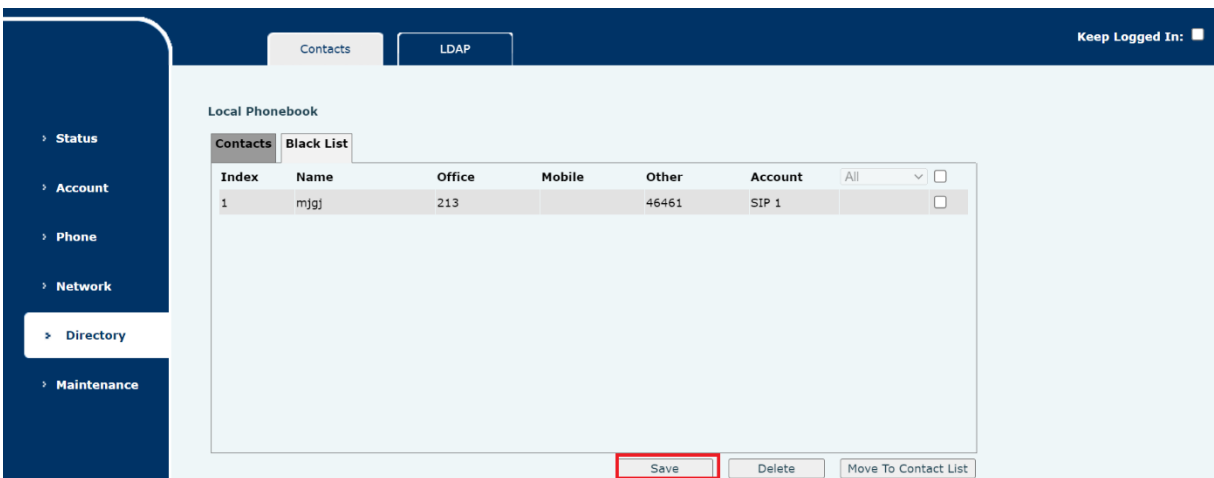 Contacts LDAP Keep Logged In:
Local Phonebook
Status
Account
Phone
Network
Directory
Maintenance
Contacts Black List
Index Name Office Mobile Other Account All
1 mjgj 213 46461 SIP 1
Save Delete Move To Contact List